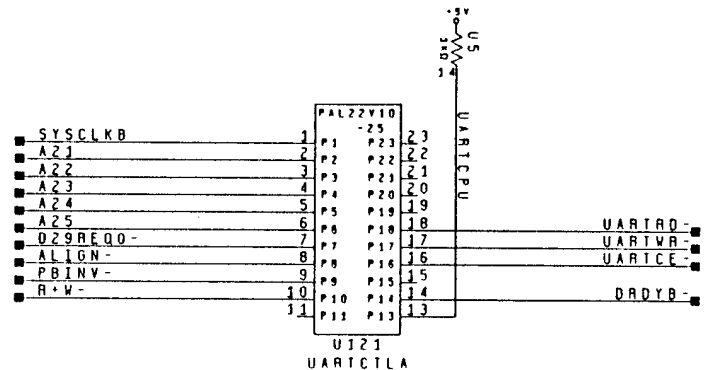 +5V
U5
3KΩ
14
UARTCPU
PAL22V10
-25
SYSCLKB 1 P1 P23 23
A21 2 P2 P22 22
A22 3 P3 P21 21
A23 4 P4 P20 20
A24 5 P5 P19 19
A25 6 P6 P18 18 UARTRD-
D29REQ0- 7 P7 P17 17 UARTWR-
ALIGN- 8 P8 P16 16 UARTCE-
PBINV- 9 P9 P15 15
R+W- 10 P10 P14 14 DRDYB-
11 P11 P13 13
U121
UARTCTLA